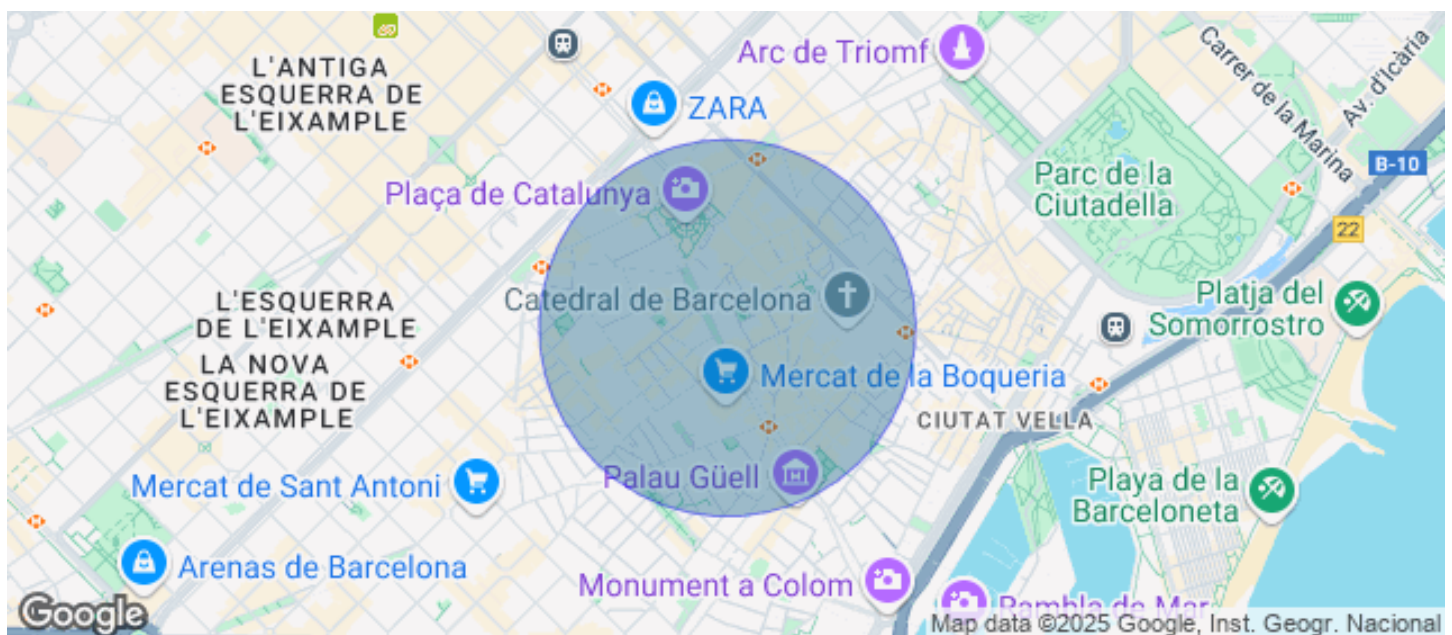 L'ANTIGA
ESQUERRA DE
L'EIXAMPLE
Arc de Triomf
ZARA
Carrer de la Marina
Av. d'Icària
B-10
Parc de la
Ciutadella
22
Plaça de Catalunya
Catedral de Barcelona
L'ESQUERRA
DE L'EIXAMPLE
LA NOVA
ESQUERRA DE
L'EIXAMPLE
Platja del
Somorrostro
Mercat de la Boqueria
CIUTAT VELLA
Mercat de Sant Antoni
Palau Güell
Playa de la
Barceloneta
Arenas de Barcelona
Monument a Colom
Rambla de Mar
Google
Map data ©2025 Google, Inst. Geogr. Nacional